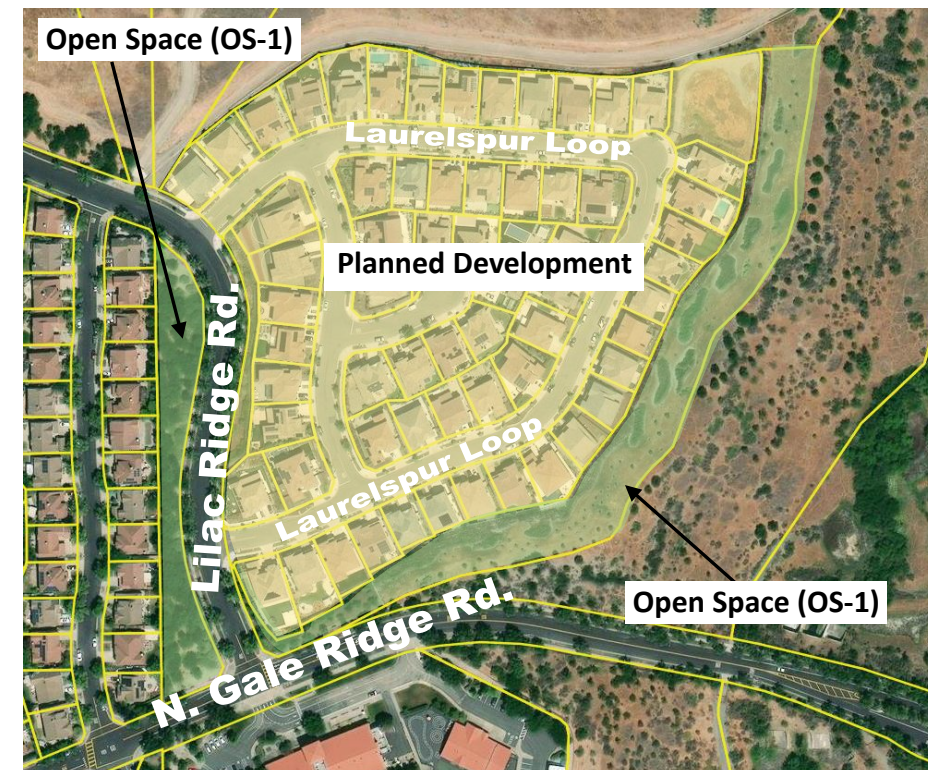 Open Space (OS-1)
Laurelspur Loop
Planned Development
Lilac Ridge Rd.
Laurelspur Loop
Open Space (OS-1)
N. Gale Ridge Rd.